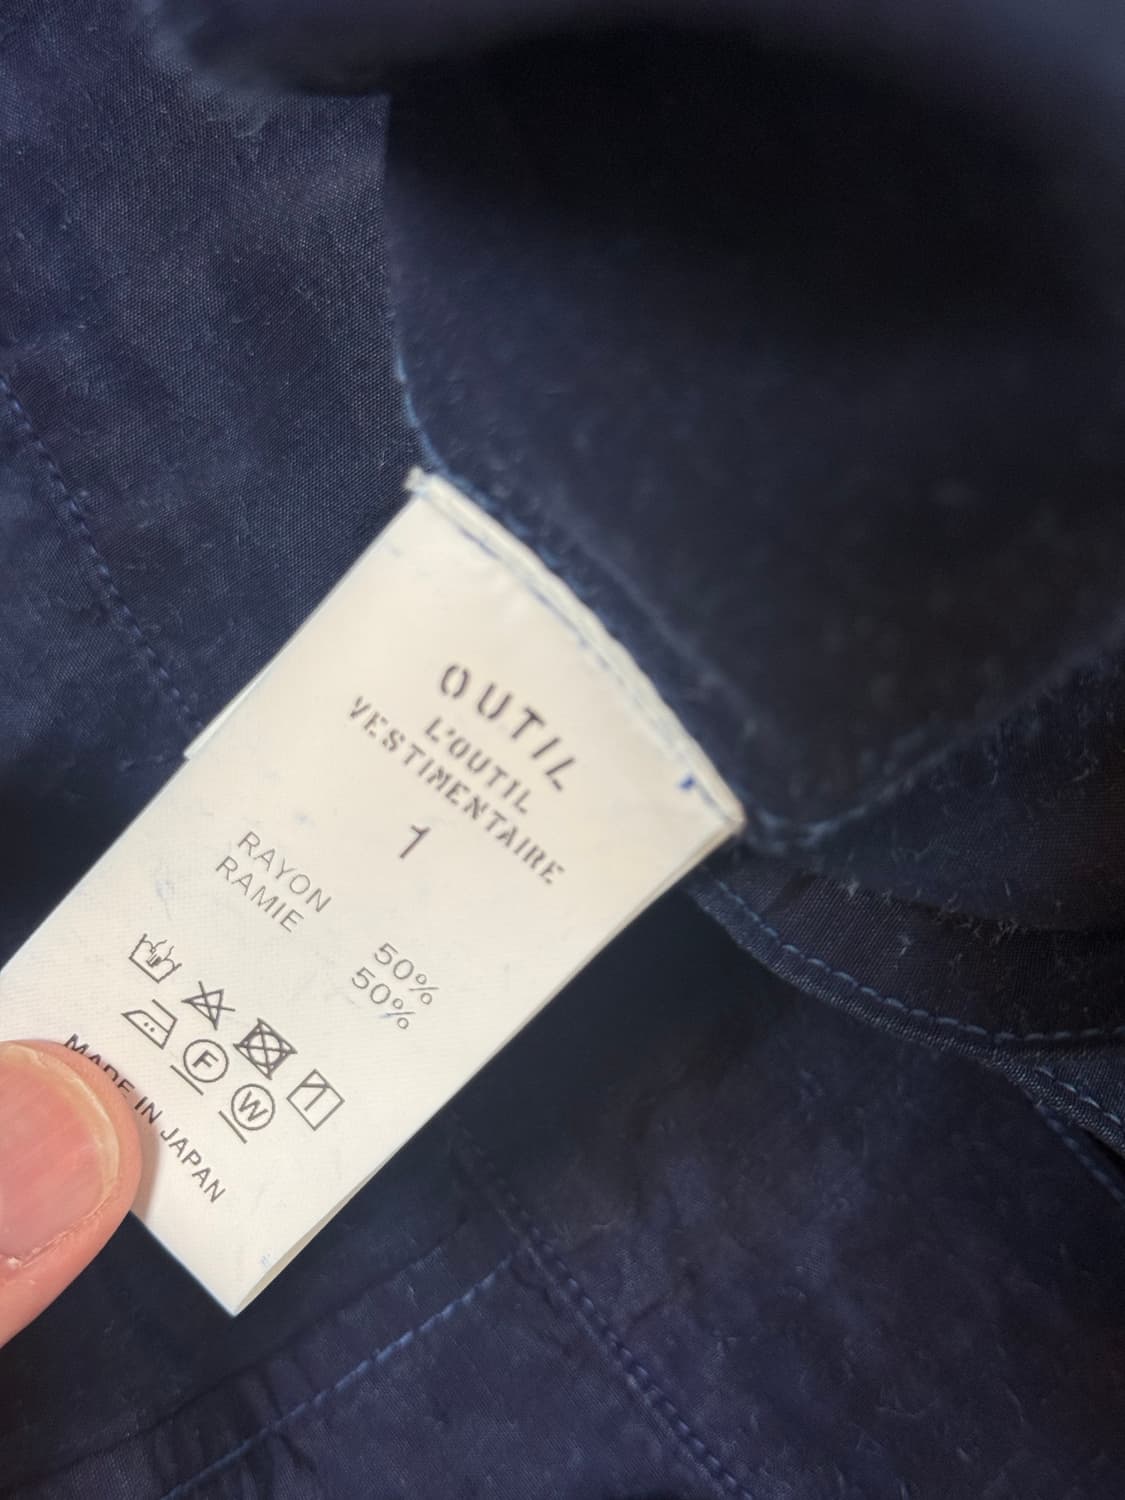 OUTIL
L'OUTIL
VESTIMENTAIRE
1
RAYON 50%
RAMIE 50%
F W
MADE IN JAPAN